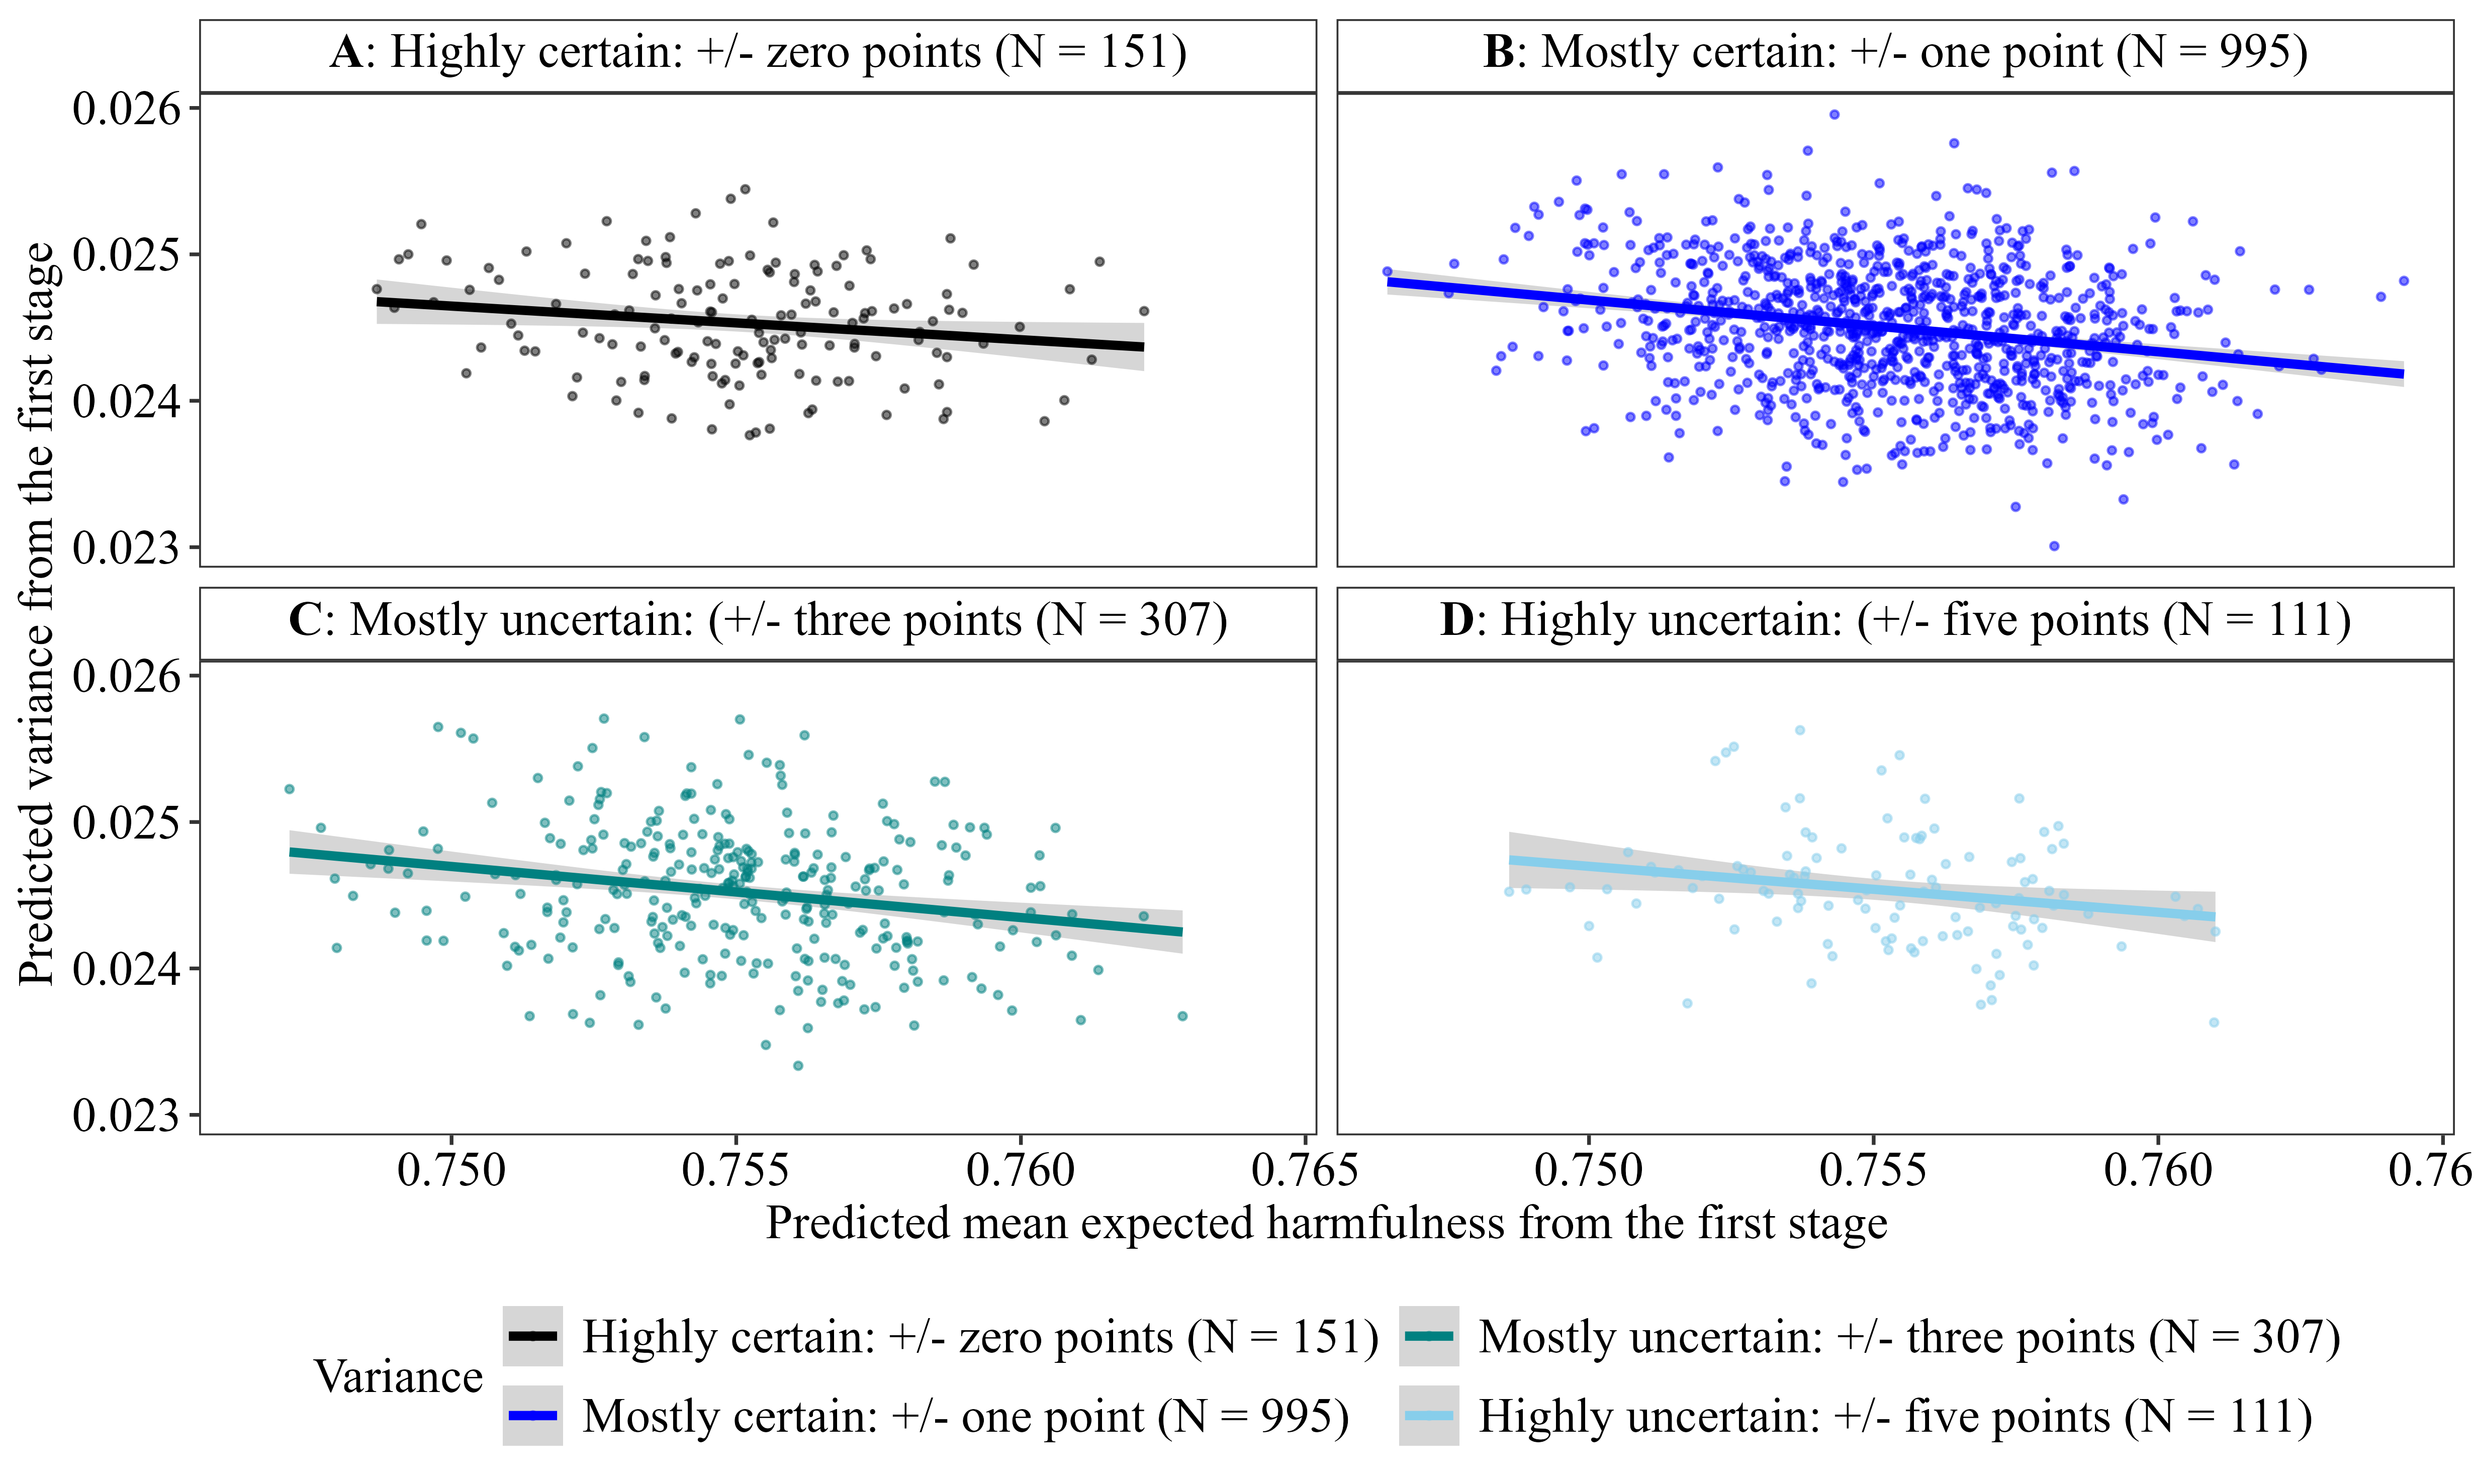 A: Highly certain: +/- zero points (N = 151)
B: Mostly certain: +/- one point (N = 995)
0.026
0.025
0.024
0.023
Predicted variance from the first stage
C: Mostly uncertain: (+/- three points (N = 307)
D: Highly uncertain: (+/- five points (N = 111)
0.026
0.025
0.024
0.023
0.750 0.755 0.760 0.765 0.750 0.755 0.760 0.76
Predicted mean expected harmfulness from the first stage
Variance
Highly certain: +/- zero points (N = 151)
Mostly certain: +/- one point (N = 995)
Mostly uncertain: +/- three points (N = 307)
Highly uncertain: +/- five points (N = 111)